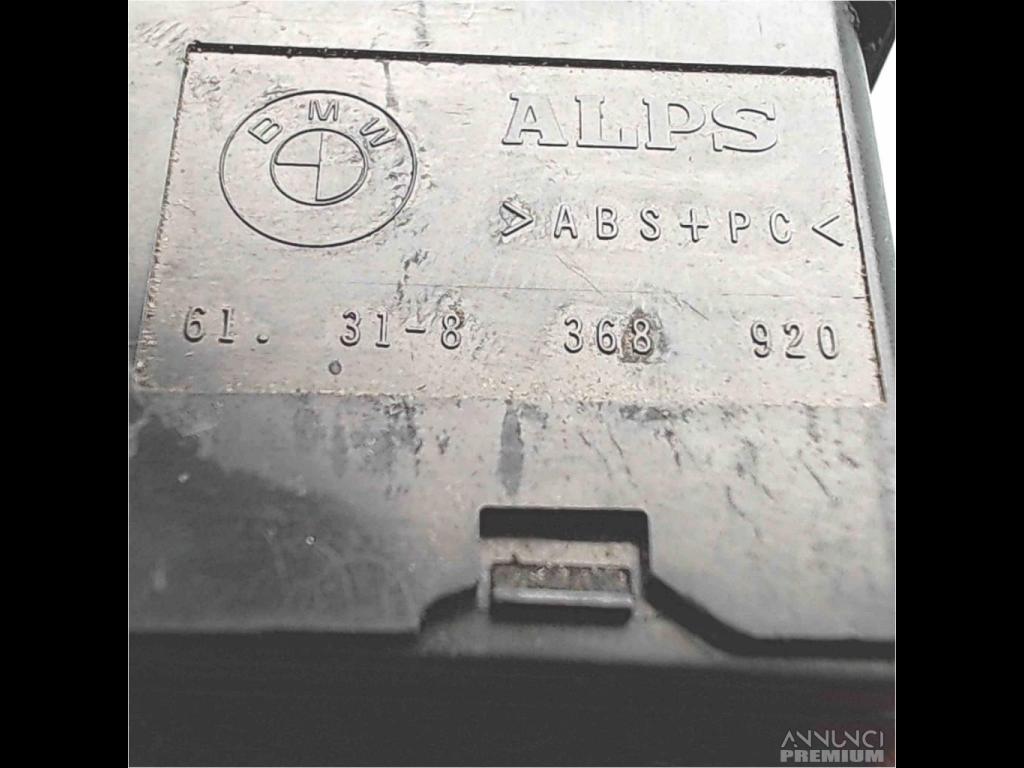 BMW
ALPS
>ABS+PC<
61. 31-8 368 920
ANNUNCI
PREMIUM